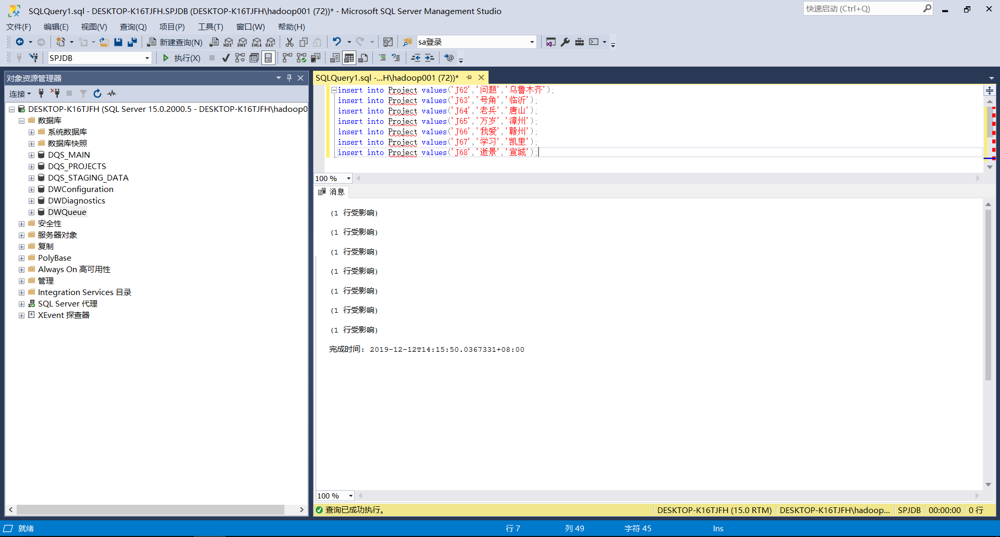 SQLQuery1.sql - DESKTOP-K16TJFH.SPJDB (DESKTOP-K16TJFH\hadoop001 (72))* - Microsoft SQL Server Management Studio
快速启动 (Ctrl+Q)
文件(F) 编辑(E) 视图(V) 查询(Q) 项目(P) 工具(T) 窗口(W) 帮助(H)
新建查询(N) MDX DMX XMLA DAX sa登录
SPJDB 执行(X)
对象资源管理器
连接
DESKTOP-K16TJFH (SQL Server 15.0.2000.5 - DESKTOP-K16TJFH\hadoop0
数据库
系统数据库
数据库快照
DQS_MAIN
DQS_PROJECTS
DQS_STAGING_DATA
DWConfiguration
DWDiagnostics
DWQueue
安全性
服务器对象
复制
PolyBase
Always On 高可用性
管理
Integration Services 目录
SQL Server 代理
XEvent 探查器
SQLQuery1.sql -...H\hadoop001 (72))*
insert into Project values('J62','问题','乌鲁木齐');
insert into Project values('J63','号角','临沂');
insert into Project values('J64','老兵','唐山');
insert into Project values('J65','万岁','漳州');
insert into Project values('J66','我爱','赣州');
insert into Project values('J67','学习','凯里');
insert into Project values('J68','逝景','宣城');
100 %
消息
(1 行受影响)
(1 行受影响)
(1 行受影响)
(1 行受影响)
(1 行受影响)
(1 行受影响)
(1 行受影响)
完成时间: 2019-12-12T14:15:50.0367331+08:00
100 %
查询已成功执行。 DESKTOP-K16TJFH (15.0 RTM) DESKTOP-K16TJFH\hadoop... SPJDB 00:00:00 0 行
就绪 行 7 列 49 字符 45 Ins